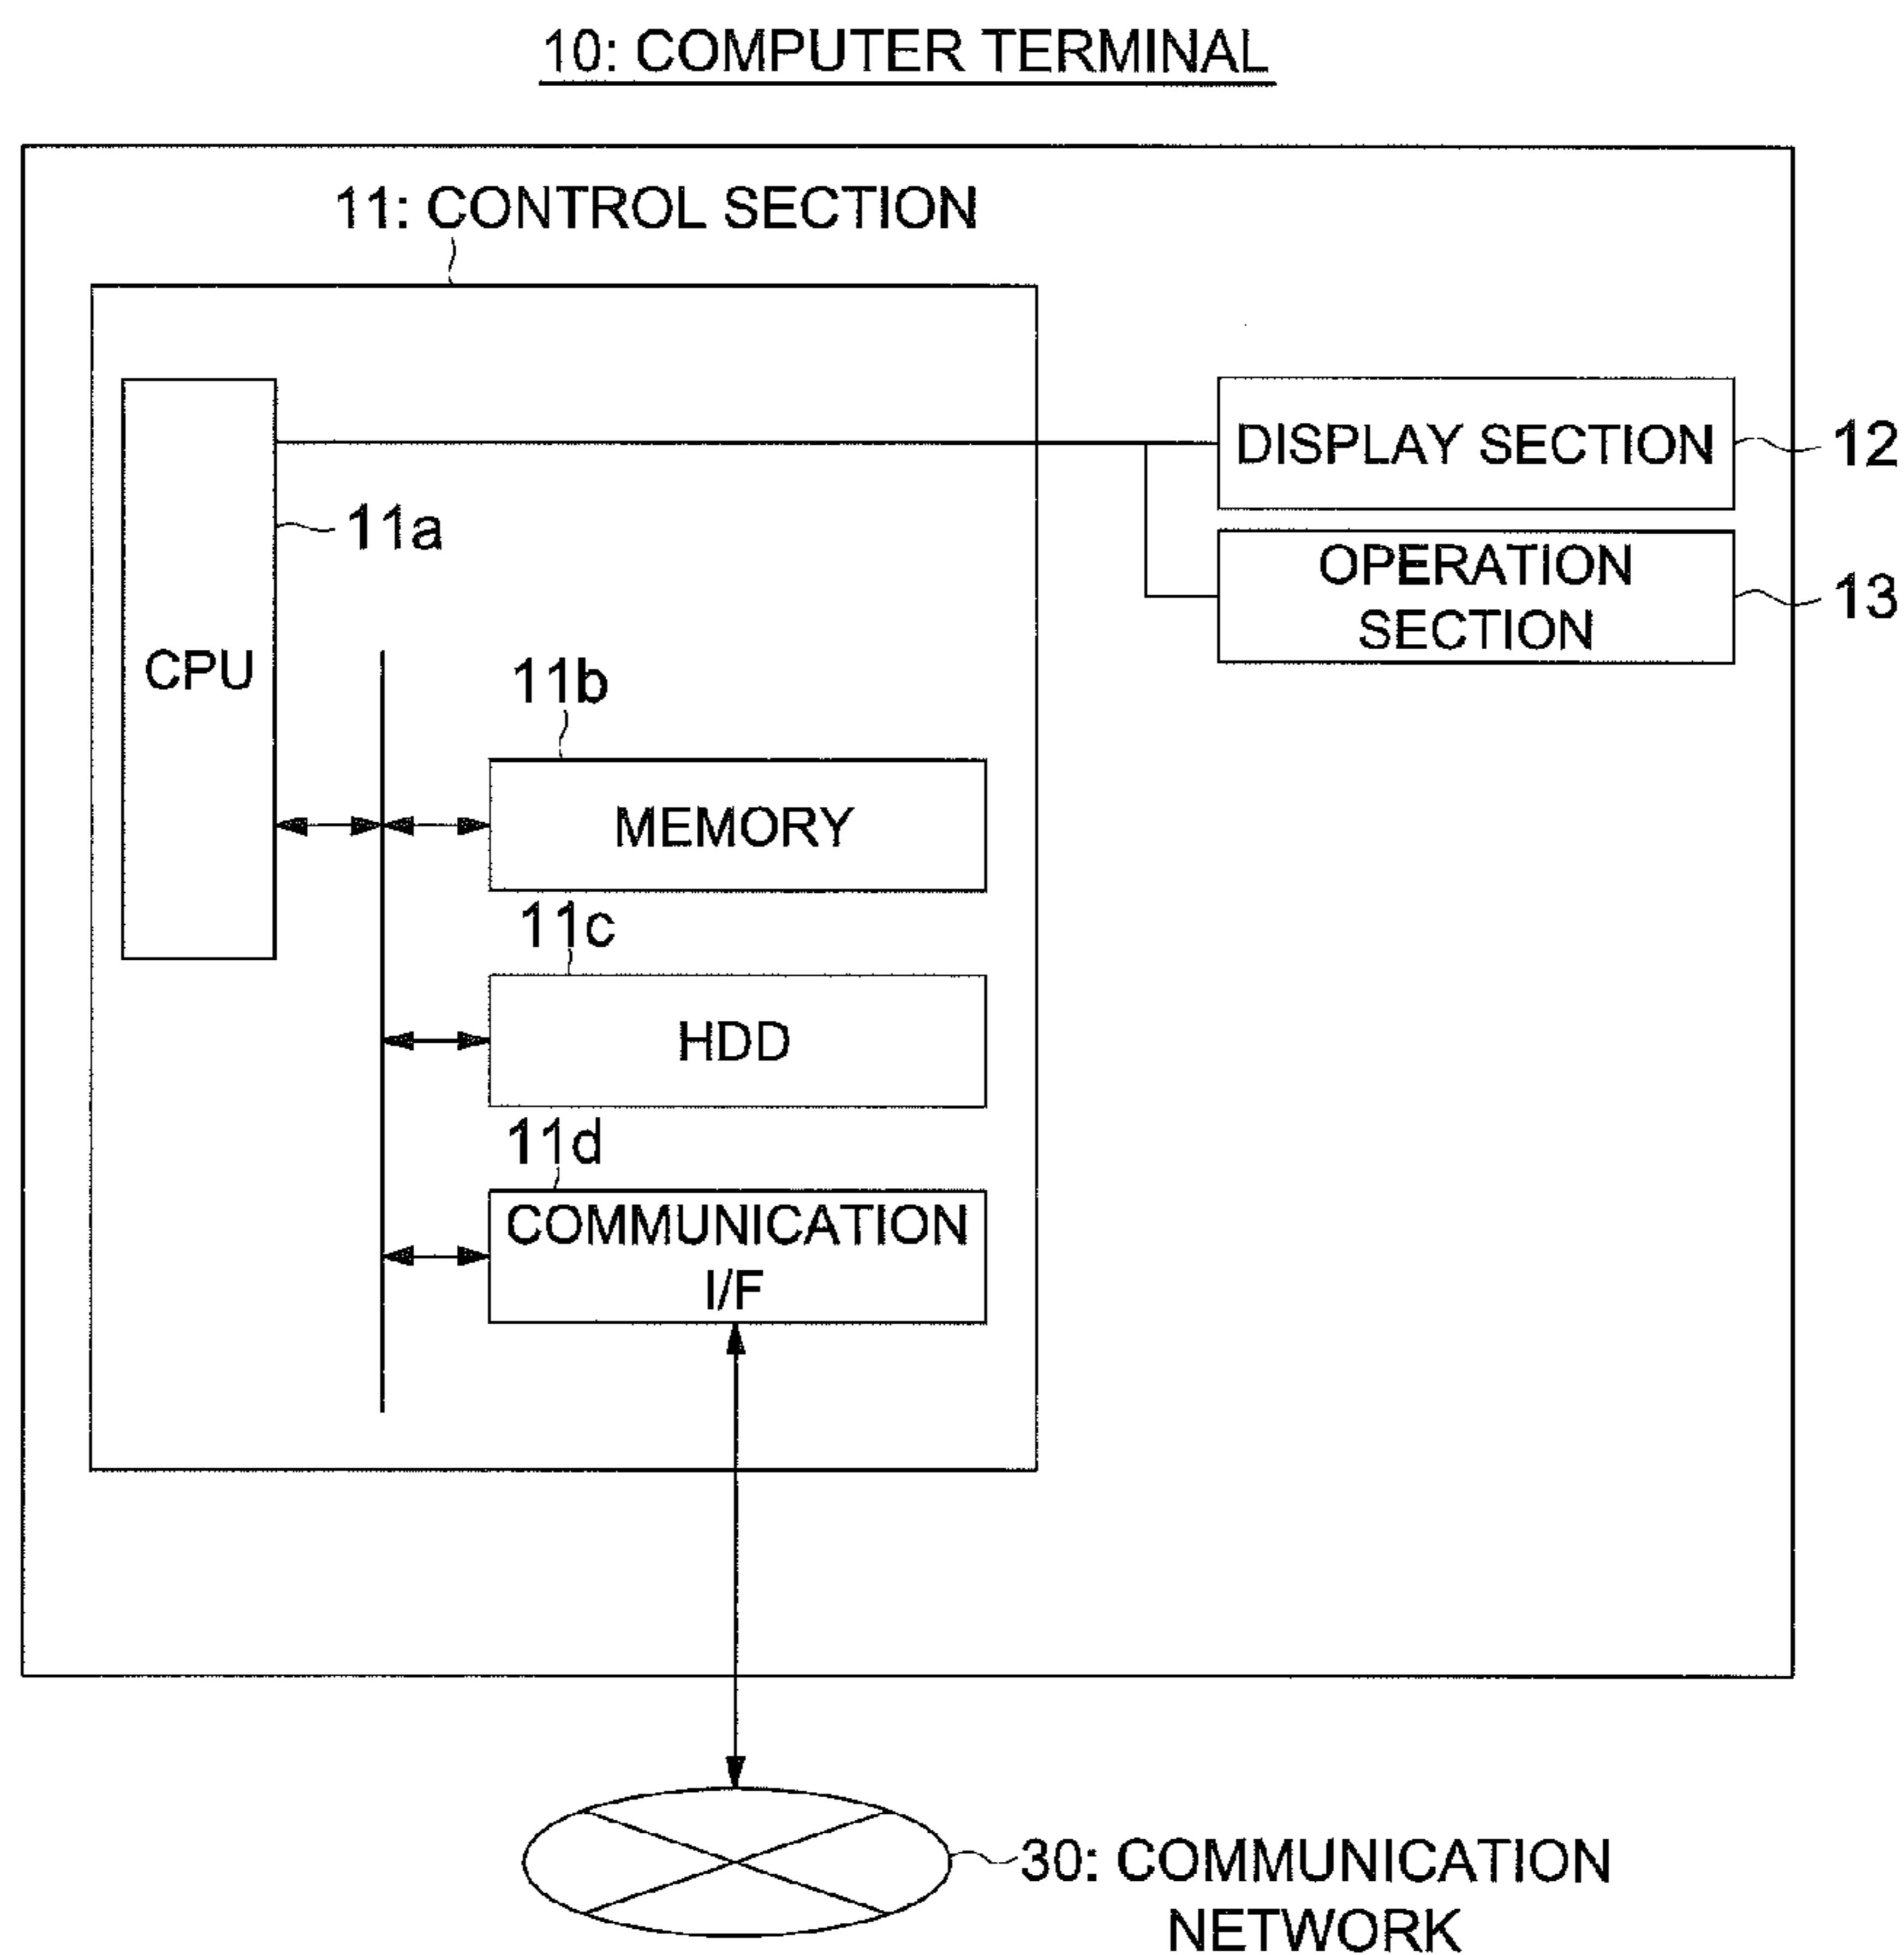 10: COMPUTER TERMINAL
11: CONTROL SECTION
DISPLAY SECTION
12
11a
OPERATION
SECTION
13
CPU
11b
MEMORY
11c
HDD
11d
COMMUNICATION
I/F
30: COMMUNICATION
NETWORK